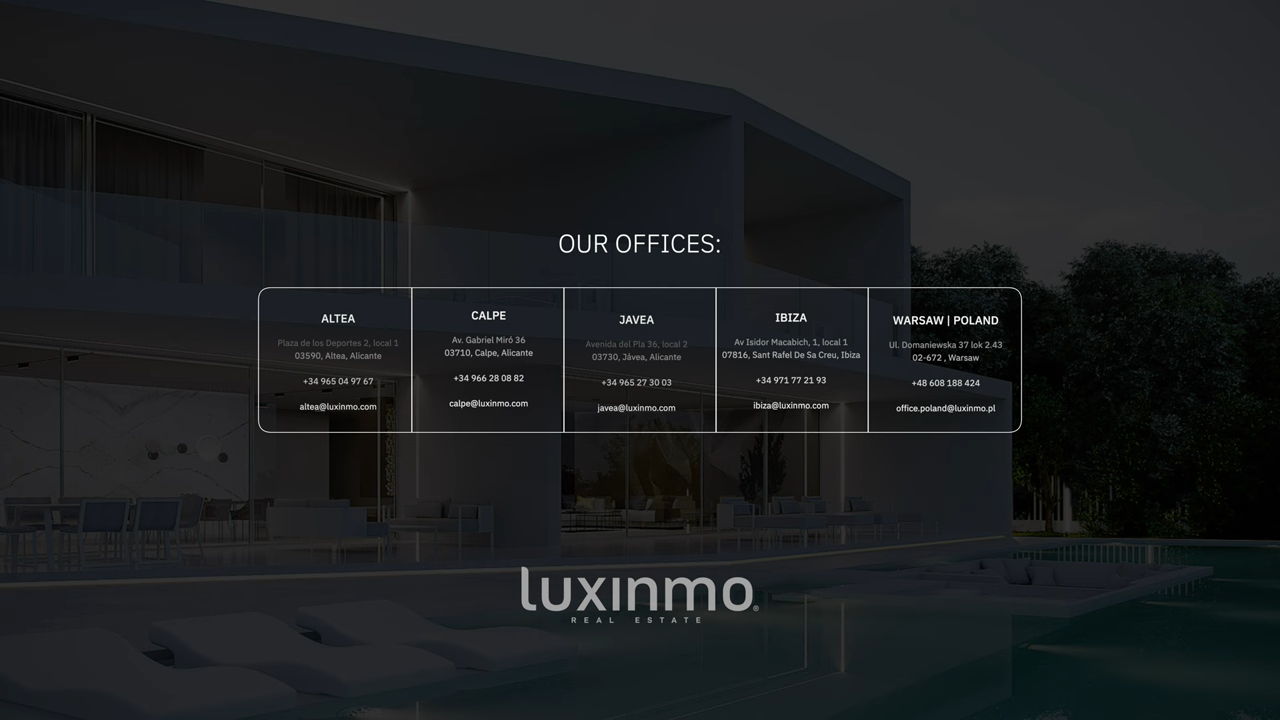 OUR OFFICES:
ALTEA
Plaza de los Deportes 2, local 1
03590, Altea, Alicante
+34 965 04 97 67
altea@luxinmo.com
CALPE
Av. Gabriel Miró 36
03710, Calpe, Alicante
+34 966 28 08 82
calpe@luxinmo.com
JAVEA
Avenida del Pla 36, local 2
03730, Jávea, Alicante
+34 965 27 30 03
javea@luxinmo.com
IBIZA
Av Isidor Macabich, 1, local 1
07816, Sant Rafel De Sa Creu, Ibiza
+34 971 77 21 93
ibiza@luxinmo.com
WARSAW | POLAND
Ul. Domaniewska 37 lok 2.43
02-672 , Warsaw
+48 608 188 424
office.poland@luxinmo.pl
luxinmo®
REAL ESTATE